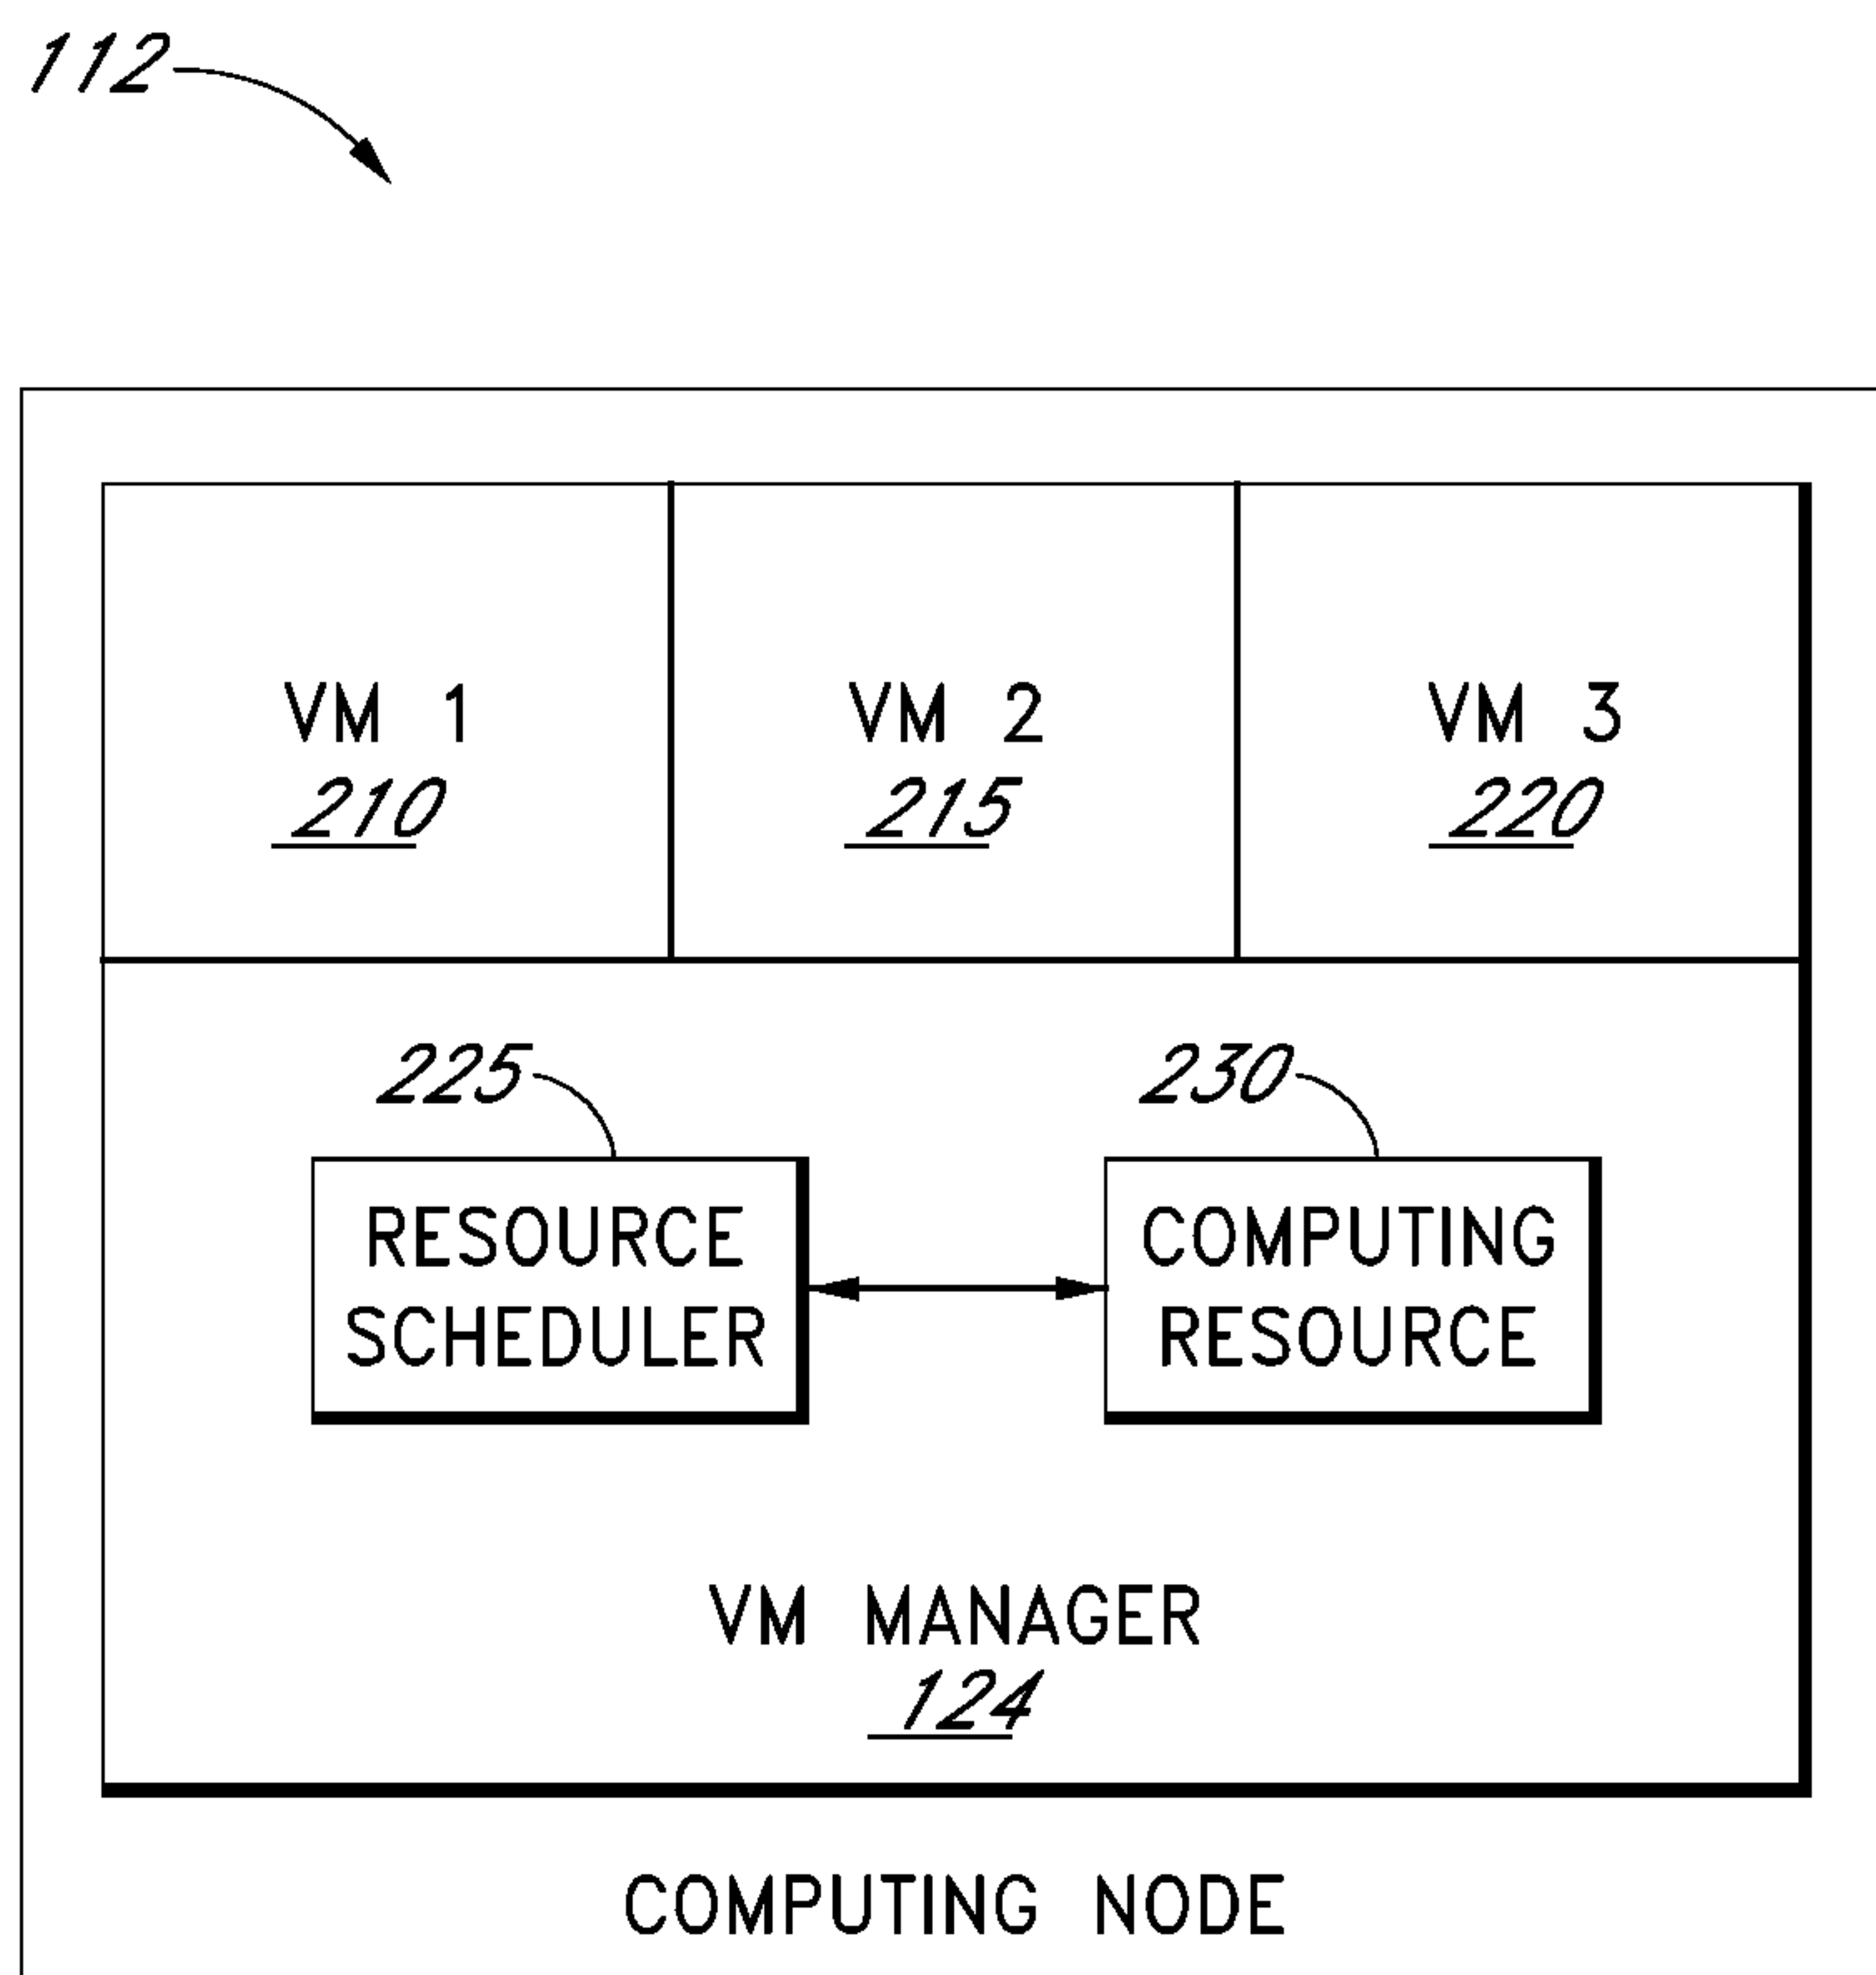 112
VM 1
210
VM 2
215
VM 3
220
225
RESOURCE
SCHEDULER
230
COMPUTING
RESOURCE
VM MANAGER
124
COMPUTING NODE